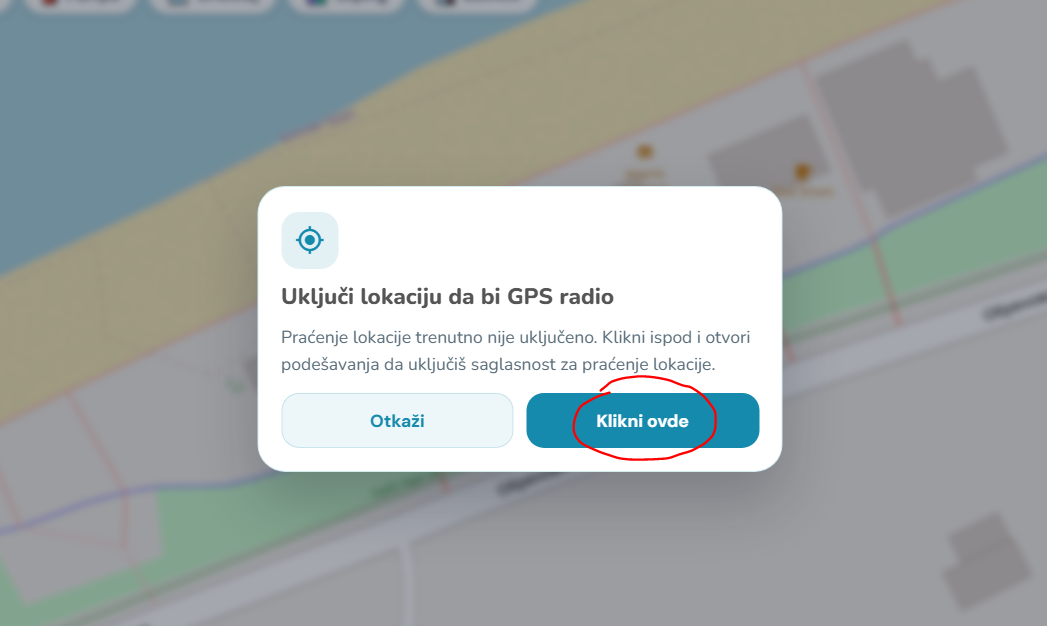 Uključi lokaciju da bi GPS radio
Praćenje lokacije trenutno nije uključeno. Klikni ispod i otvori
podešavanja da uključiš saglasnost za praćenje lokacije.
Otkaži
Klikni ovde